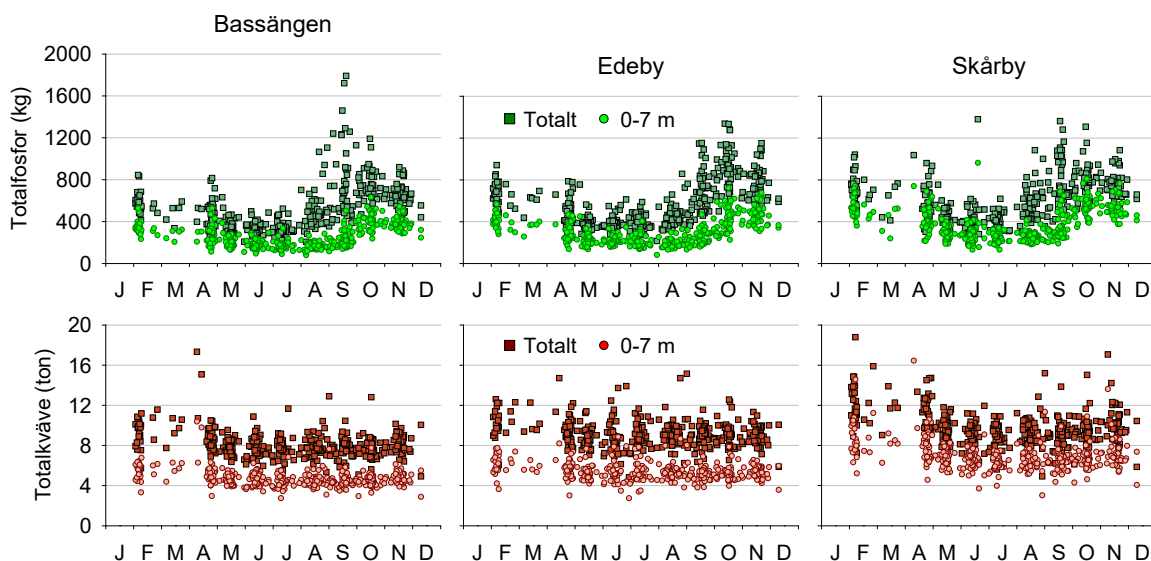 Bassängen
Edeby
Skårby
Totalfosfor (kg)
2000
1600
1200
800
400
0
Totalt 0-7 m
J F M A M J J A S O N D
J F M A M J J A S O N D
J F M A M J J A S O N D
Totalkväve (ton)
20
16
12
8
4
0
Totalt 0-7 m
J F M A M J J A S O N D
J F M A M J J A S O N D
J F M A M J J A S O N D